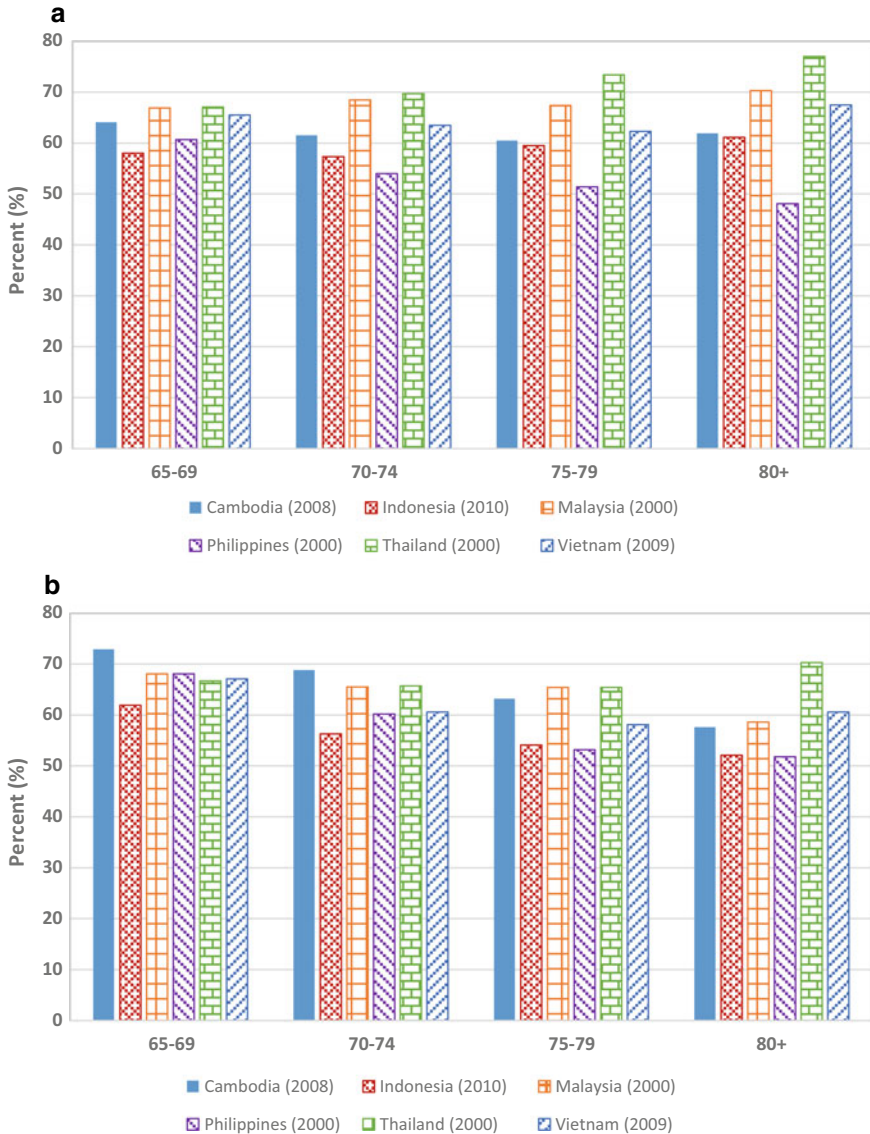 a
80
70
60
50
40
30
20
10
0
Percent (%)
65-69 70-74 75-79 80+
Cambodia (2008) Indonesia (2010) Malaysia (2000)
Philippines (2000) Thailand (2000) Vietnam (2009)
b
80
70
60
50
40
30
20
10
0
Percent (%)
65-69 70-74 75-79 80+
Cambodia (2008) Indonesia (2010) Malaysia (2000)
Philippines (2000) Thailand (2000) Vietnam (2009)